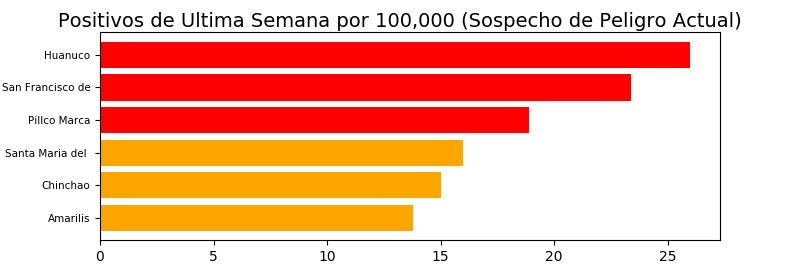 Positivos de Ultima Semana por 100,000 (Sospecho de Peligro Actual)
Huanuco
San Francisco de
Pillco Marca
Santa Maria del
Chinchao
Amarilis
0 5 10 15 20 25